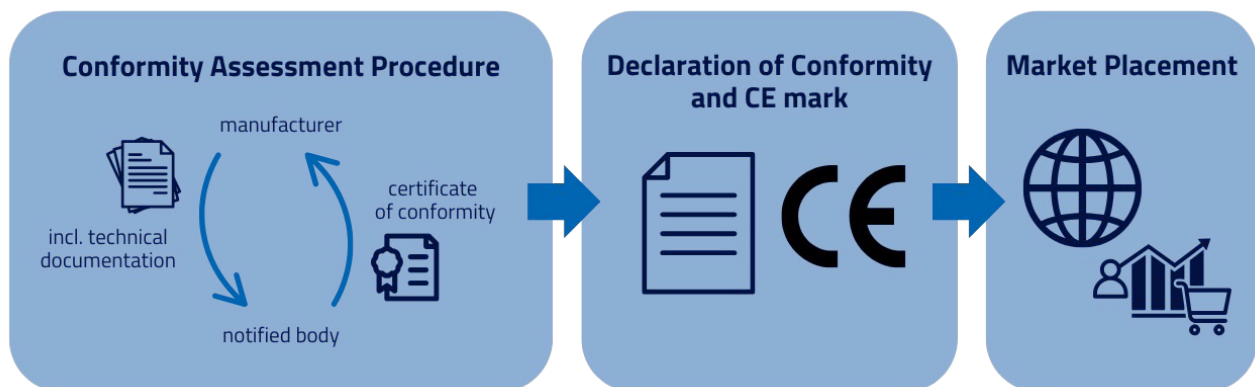 Conformity Assessment Procedure
manufacturer
incl. technical
documentation
certificate
of conformity
notified body
Declaration of Conformity
and CE mark
CE
Market Placement